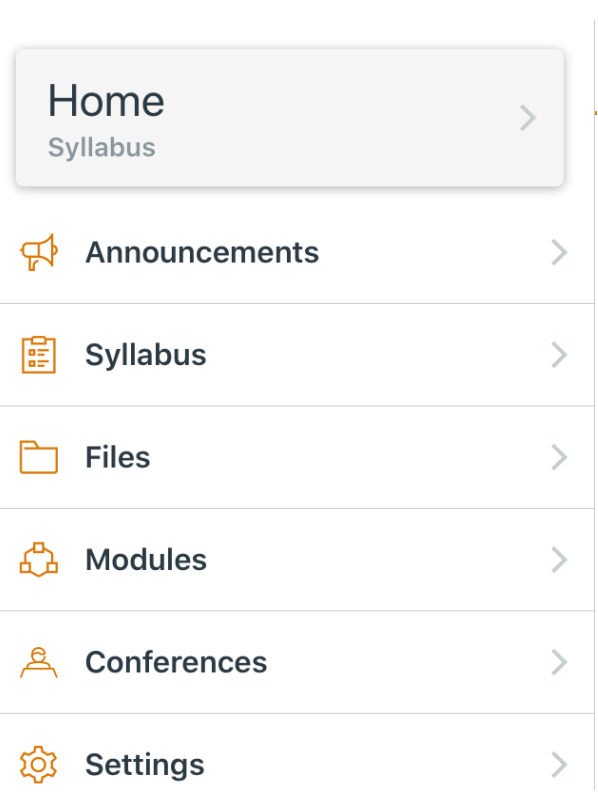 Home
Syllabus
Announcements
Syllabus
Files
Modules
Conferences
Settings